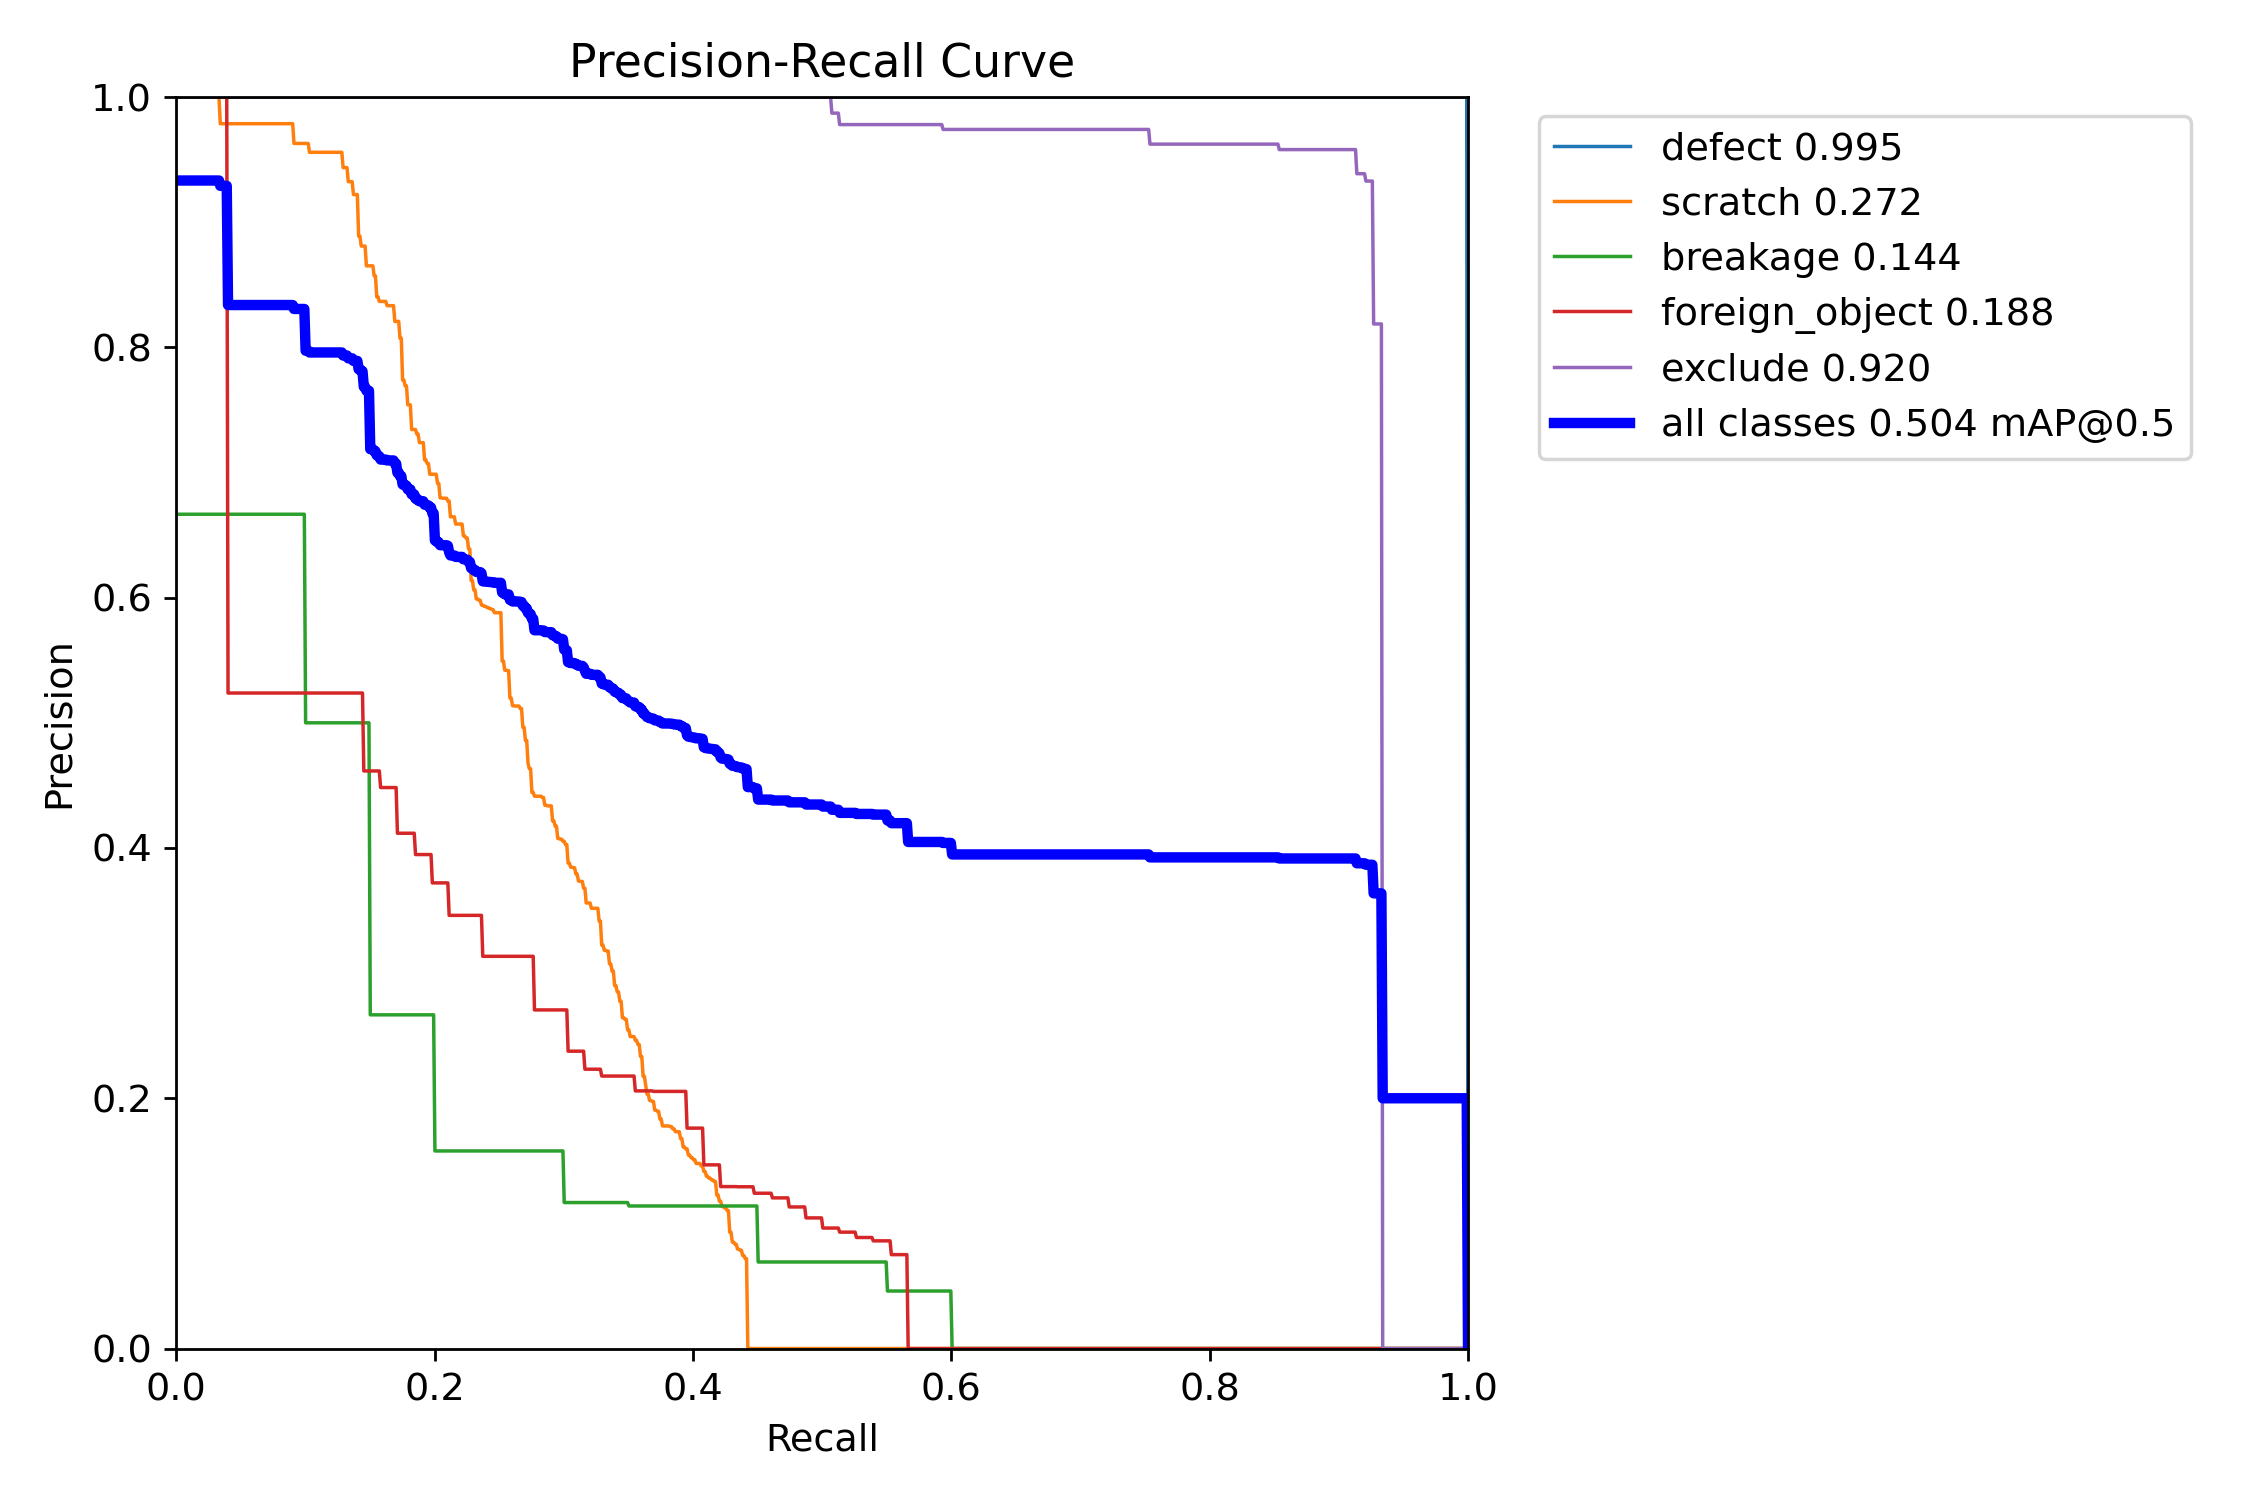 Precision-Recall Curve
1.0
0.8
0.6
0.4
0.2
0.0
Precision
0.0 0.2 0.4 0.6 0.8 1.0
Recall
defect 0.995
scratch 0.272
breakage 0.144
foreign_object 0.188
exclude 0.920
all classes 0.504 mAP@0.5